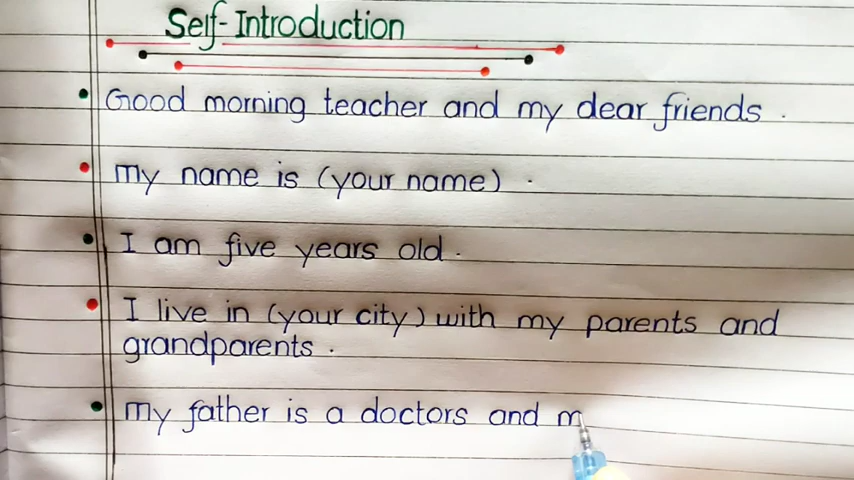 Self-Introduction
Good morning teacher and my dear friends.
my name is (your name).
I am five years old.
I live in (your city) with my parents and
grandparents.
my father is a doctors and m